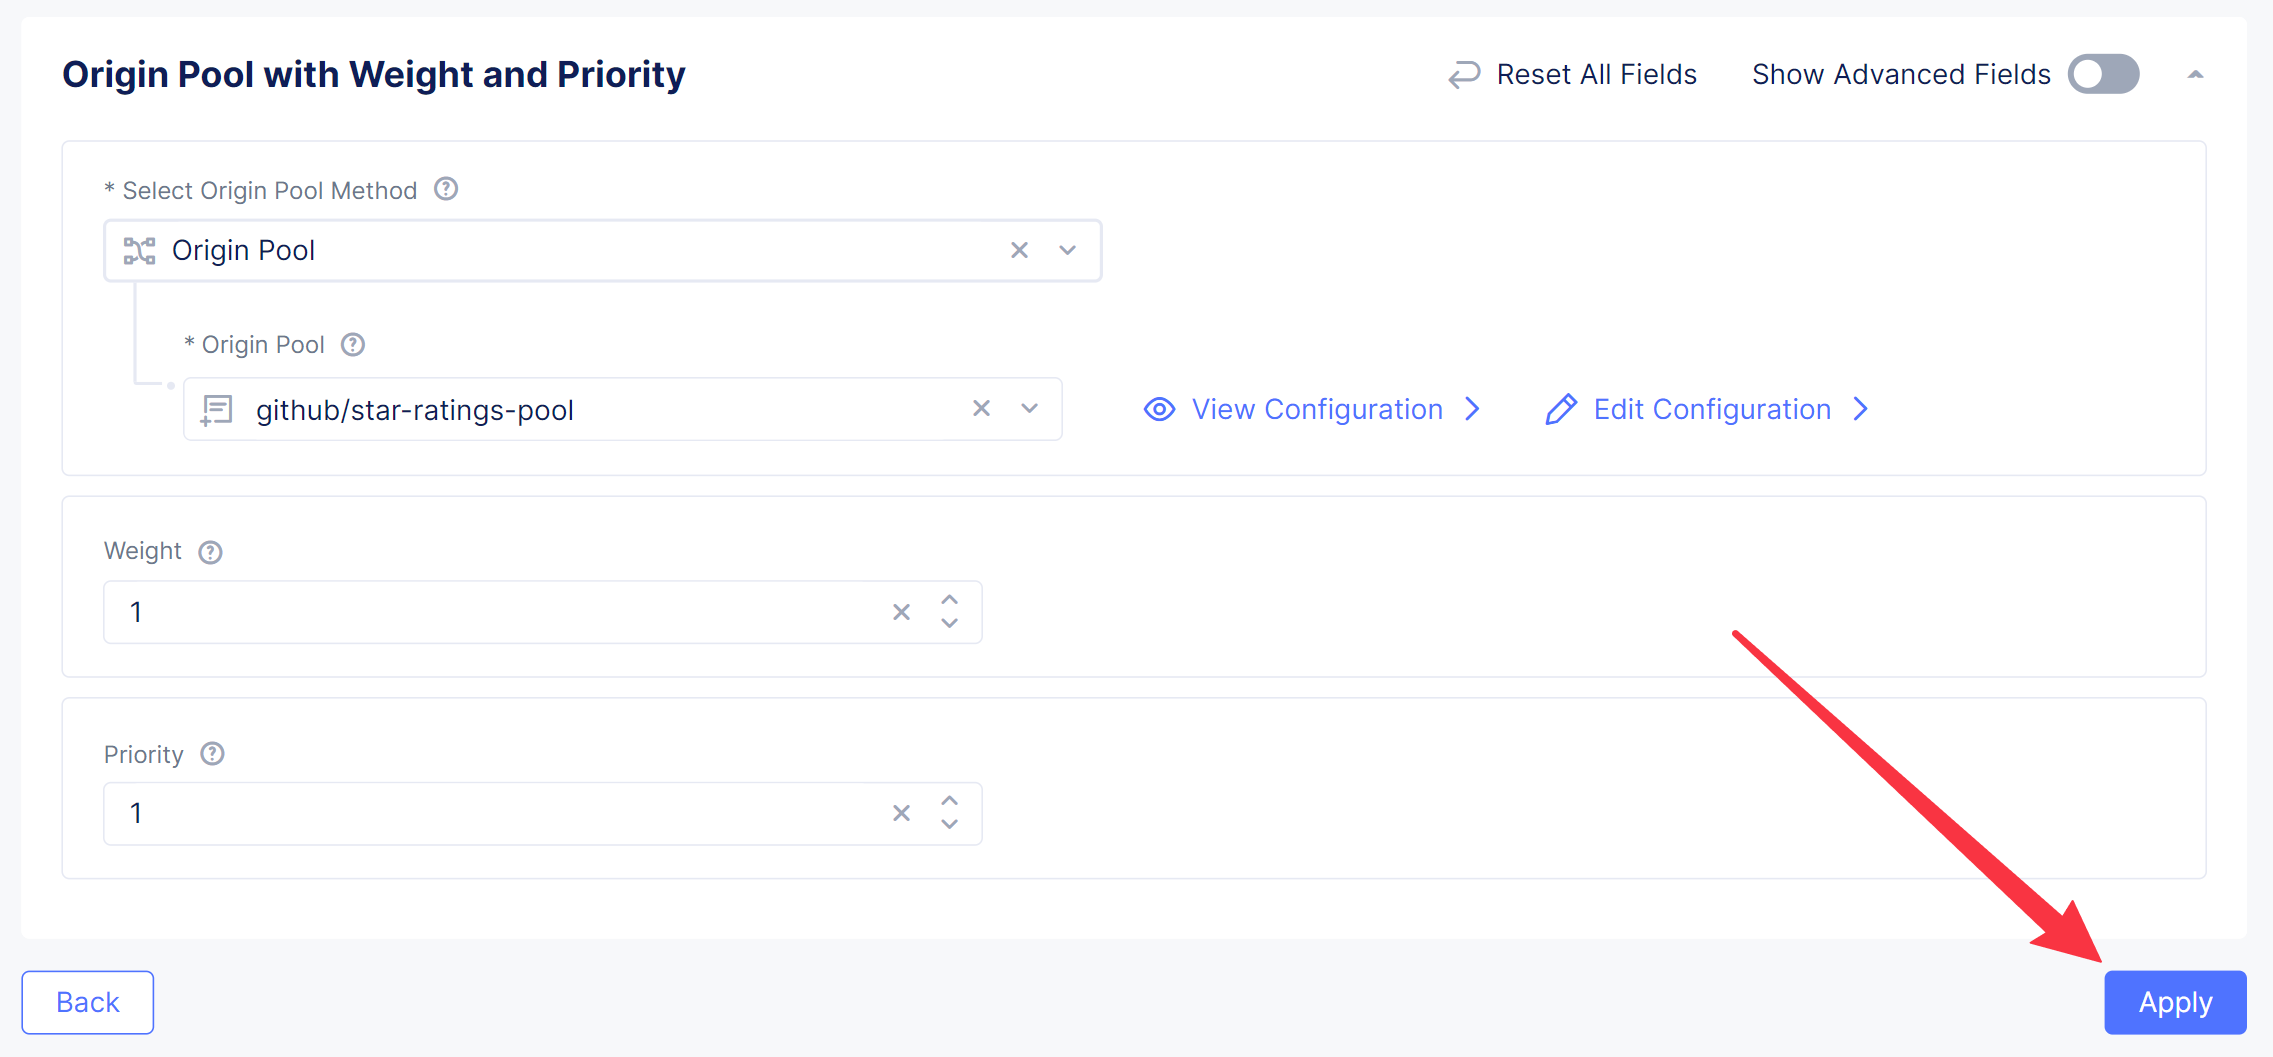 Origin Pool with Weight and Priority
Reset All Fields
Show Advanced Fields
* Select Origin Pool Method
Origin Pool
* Origin Pool
github/star-ratings-pool
View Configuration
Edit Configuration
Weight
1
Priority
1
Back
Apply